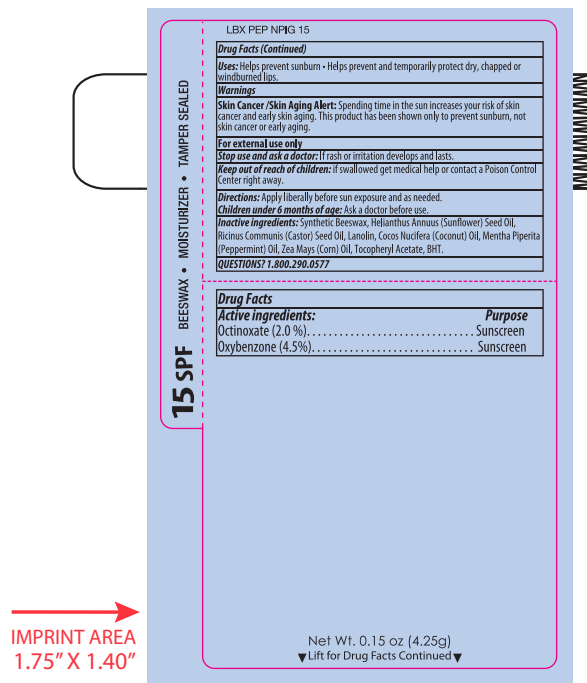 LBX PEP NPIG 15
Drug Facts (Continued)
Uses: Helps prevent sunburn • Helps prevent and temporarily protect dry, chapped or
windburned lips.
Warnings
Skin Cancer /Skin Aging Alert: Spending time in the sun increases your risk of skin
cancer and early skin aging. This product has been shown only to prevent sunburn, not
skin cancer or early aging.
For external use only
Stop use and ask a doctor: If rash or irritation develops and lasts.
Keep out of reach of children: if swallowed get medical help or contact a Poison Control
Center right away.
Directions: Apply liberally before sun exposure and as needed.
Children under 6 months of age: Ask a doctor before use.
Inactive ingredients: Synthetic Beeswax, Helianthus Annuus (Sunflower) Seed Oil,
Ricinus Communis (Castor) Seed Oil, Lanolin, Cocos Nucifera (Coconut) Oil, Mentha Piperita
(Peppermint) Oil, Zea Mays (Corn) Oil, Tocopheryl Acetate, BHT.
QUESTIONS? 1.800.290.0577
Drug Facts
Active ingredients: Purpose
Octinoxate (2.0 %)............................. Sunscreen
Oxybenzone (4.5%)............................ Sunscreen
15 SPF BEESWAX • MOISTURIZER • TAMPER SEALED
Net Wt. 0.15 oz (4.25g)
▼Lift for Drug Facts Continued▼
IMPRINT AREA
1.75” X 1.40”